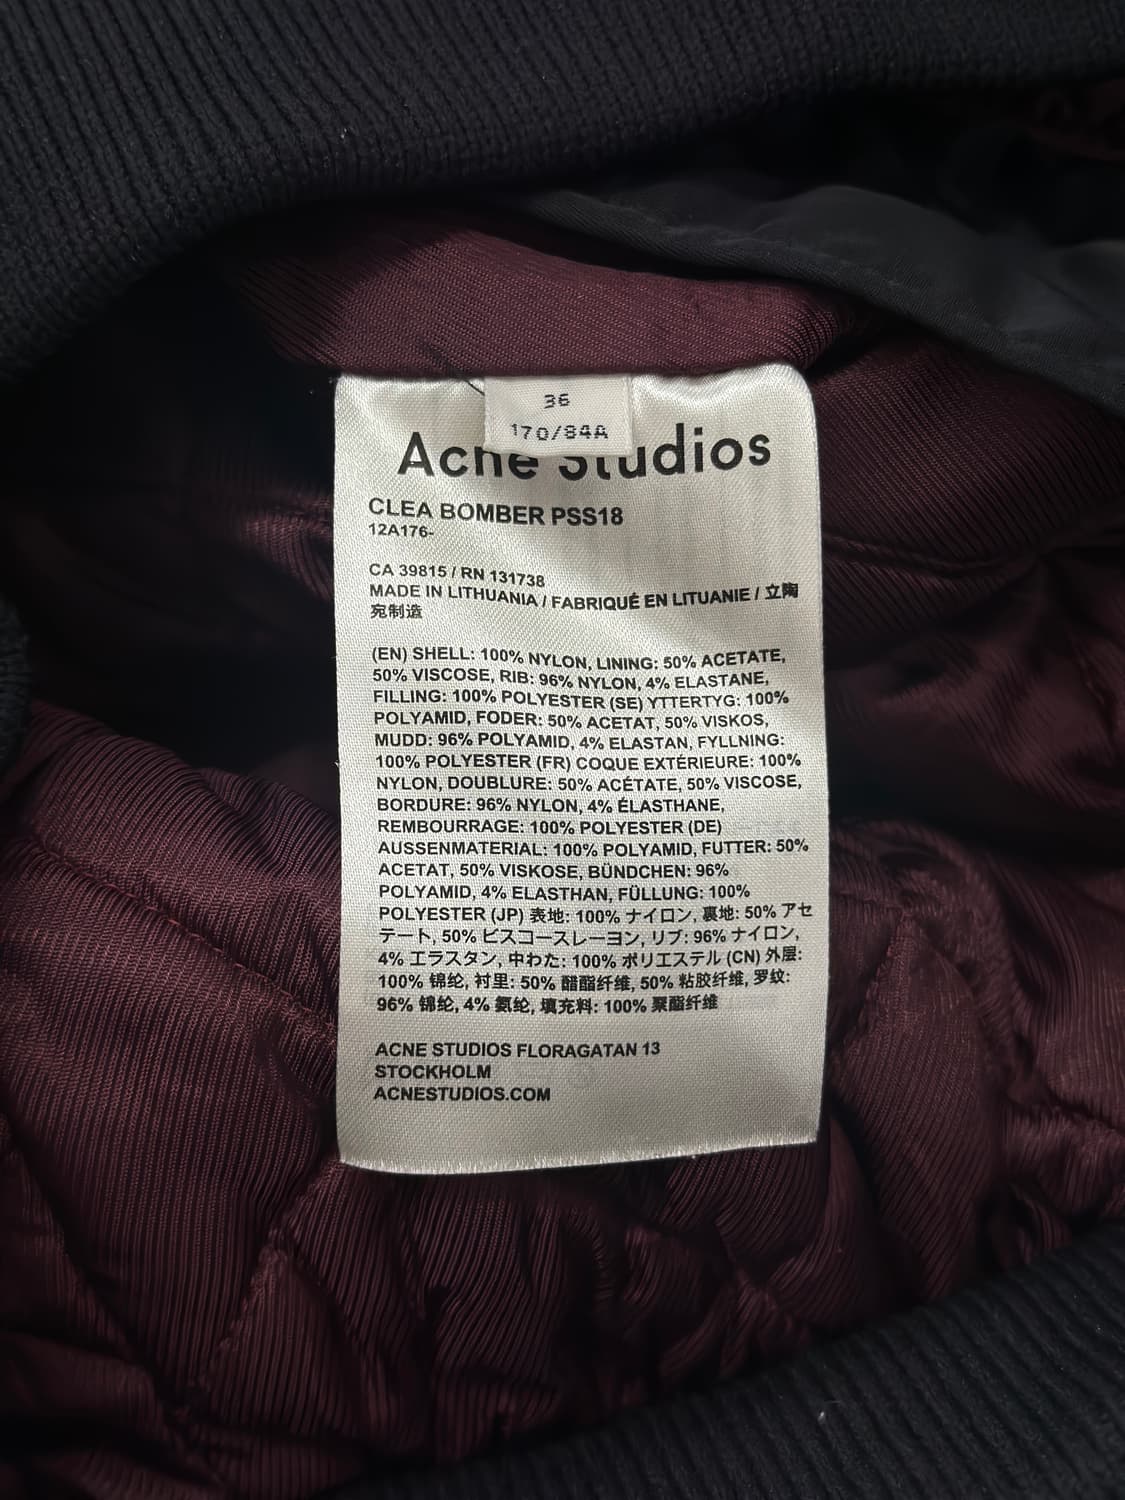 36
170/84A
Acne Studios
CLEA BOMBER PSS18
12A176-
CA 39815 / RN 131738
MADE IN LITHUANIA / FABRIQUÉ EN LITUANIE / 立陶
宛制造
(EN) SHELL: 100% NYLON, LINING: 50% ACETATE,
50% VISCOSE, RIB: 96% NYLON, 4% ELASTANE,
FILLING: 100% POLYESTER (SE) YTTERTYG: 100%
POLYAMID, FODER: 50% ACETAT, 50% VISKOS,
MUDD: 96% POLYAMID, 4% ELASTAN, FYLLNING:
100% POLYESTER (FR) COQUE EXTÉRIEURE: 100%
NYLON, DOUBLURE: 50% ACÉTATE, 50% VISCOSE,
BORDURE: 96% NYLON, 4% ÉLASTHANE,
REMBOURRAGE: 100% POLYESTER (DE)
AUSSENMATERIAL: 100% POLYAMID, FUTTER: 50%
ACETAT, 50% VISKOSE, BÜNDCHEN: 96%
POLYAMID, 4% ELASTHAN, FÜLLUNG: 100%
POLYESTER (JP) 表地: 100% ナイロン, 裏地: 50% アセ
テート, 50% ビスコースレーヨン, リブ: 96% ナイロン,
4% エラスタン, 中わた: 100% ポリエステル (CN) 外层:
100% 锦纶, 衬里: 50% 醋酯纤维, 50% 粘胶纤维, 罗纹:
96% 锦纶, 4% 氨纶, 填充料: 100% 聚酯纤维
ACNE STUDIOS FLORAGATAN 13
STOCKHOLM
ACNESTUDIOS.COM